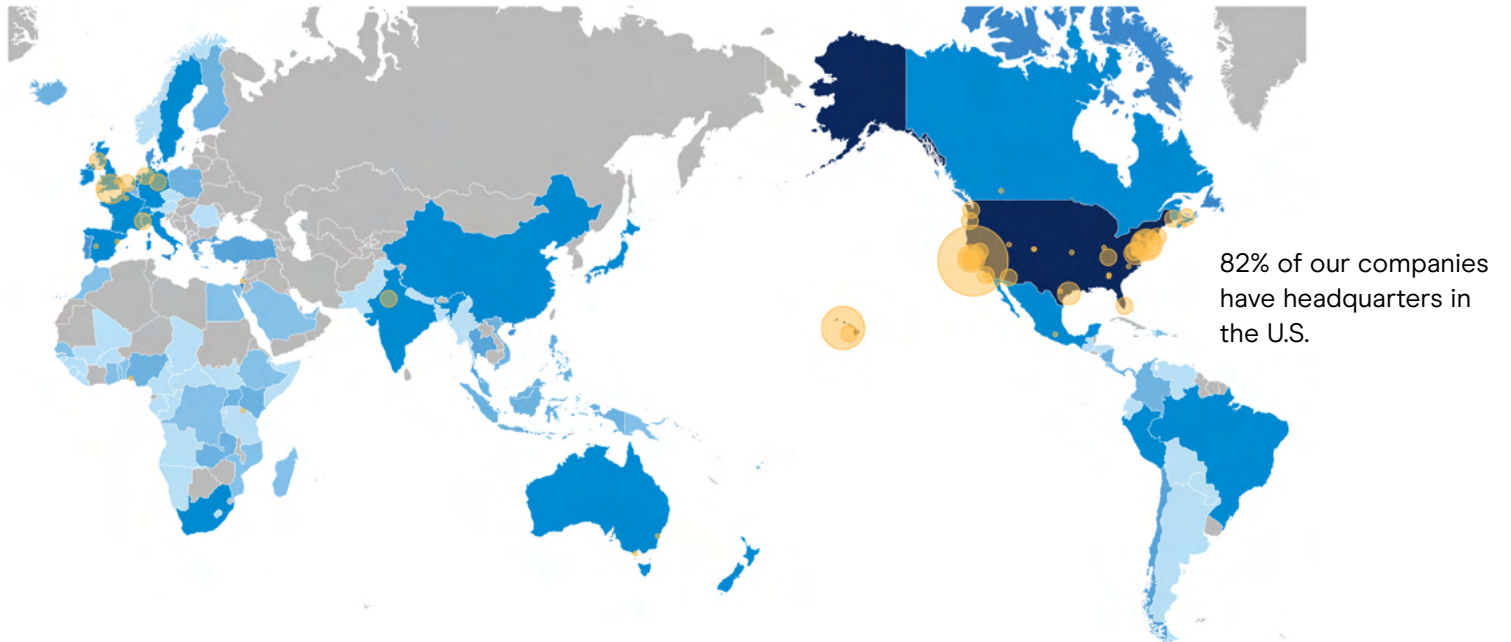 82% of our companies
have headquarters in
the U.S.